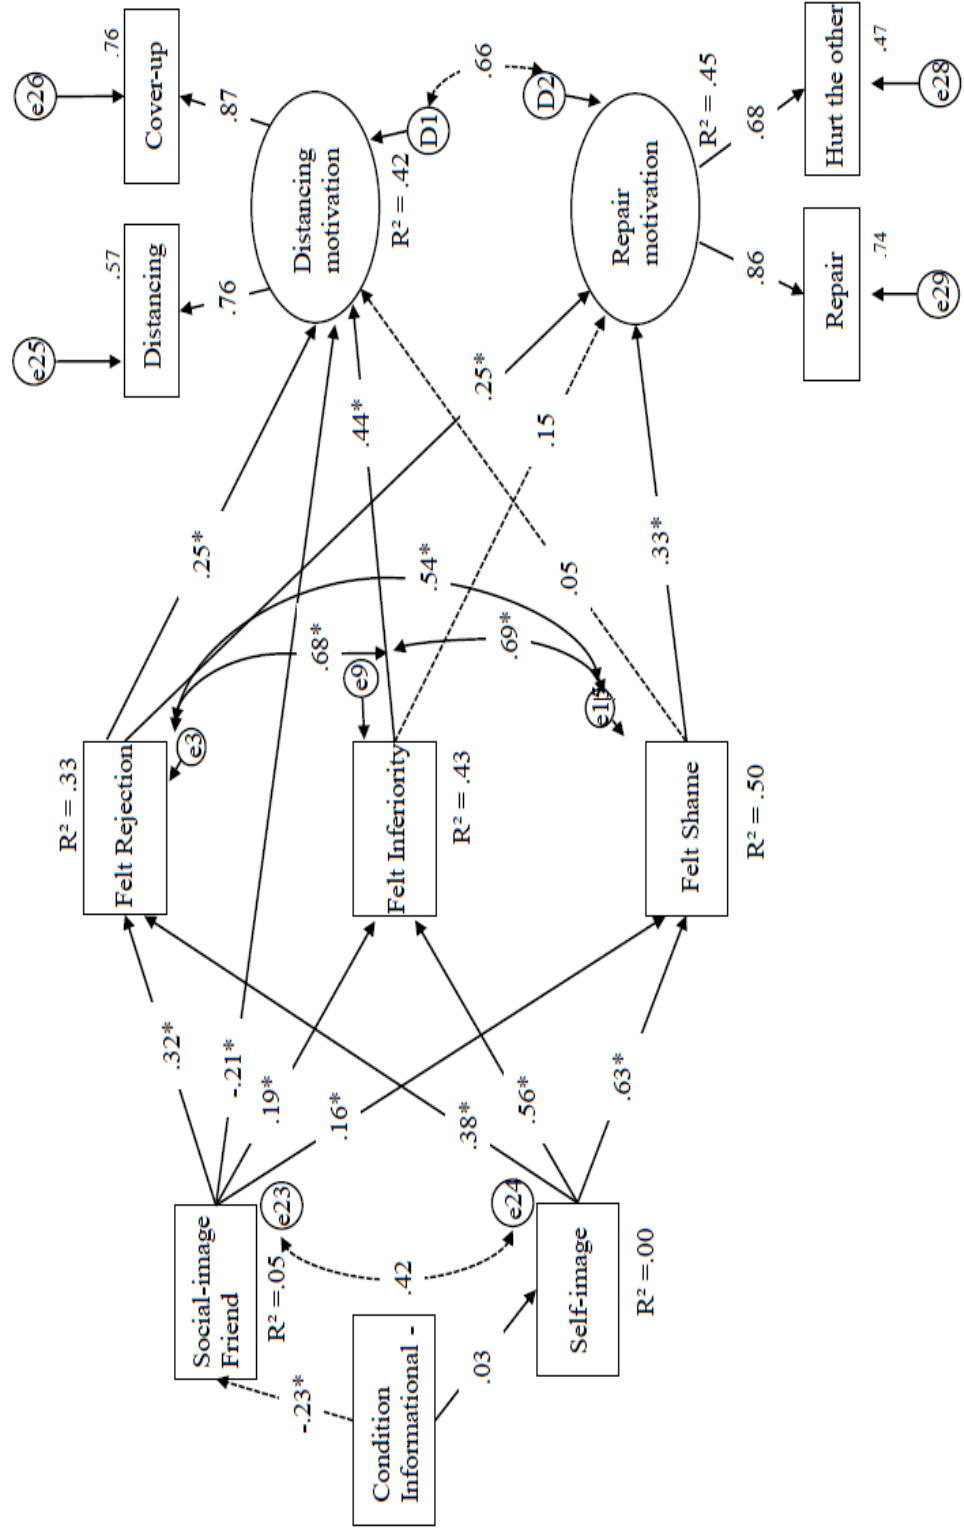 e25
e26
.57
.76
Distancing
Cover-up
.76
.87
R² = .33
Felt Rejection
e3
.32*
.25*
Social-image
Friend
R² =.05
e23
-.21*
.19*
.16*
-.23*
Distancing
motivation
R² = .42
D1
.66
.68*
e9
.44*
Felt Inferiority
R² = .43
.42
.54*
.25*
Condition
Informational -
.38*
.56*
e24
.69*
.15
.03
Self-image
R² =.00
.63*
e15
.05
D2
Repair
motivation
R² = .45
Felt Shame
R² = .50
.33*
.86
.68
Repair
Hurt the other
.74
.47
e29
e28